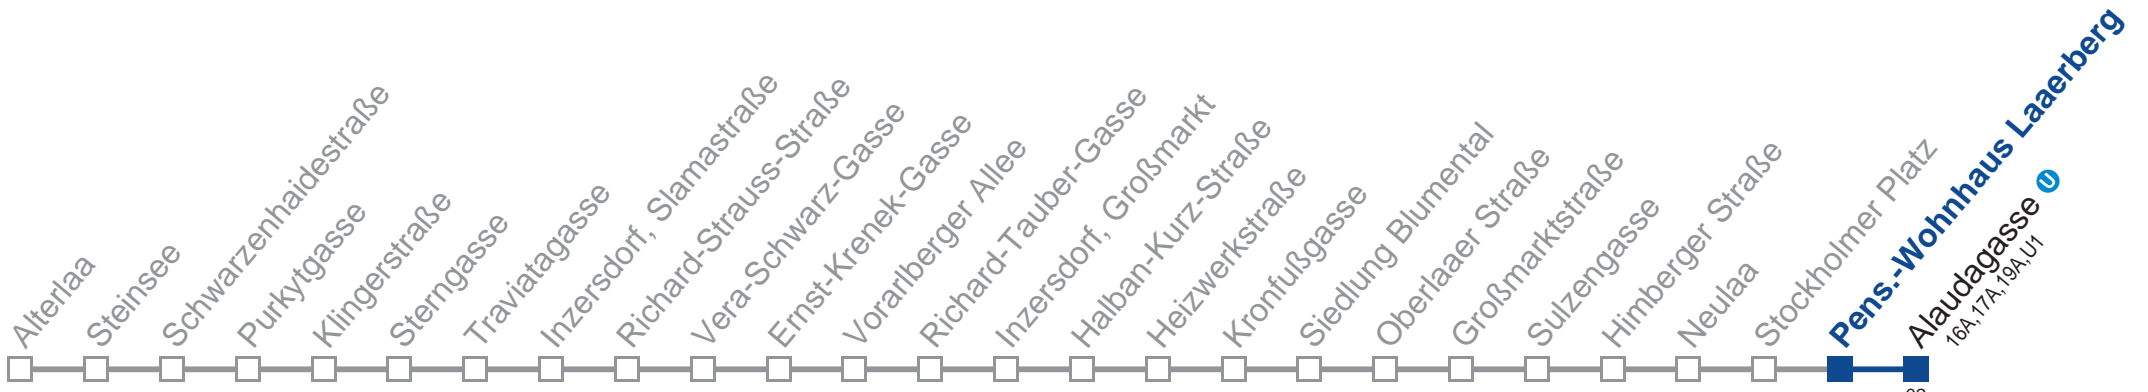 Alterlaa
Steinsee
Schwarzenhaidestraße
Purkytgasse
Klingerstraße
Sterngasse
Traviatagasse
Inzersdorf, Slamastraße
Richard-Strauss-Straße
Vera-Schwarz-Gasse
Ernst-Krenek-Gasse
Vorarlberger Allee
Richard-Tauber-Gasse
Inzersdorf, Großmarkt
Halban-Kurz-Straße
Heizwerkstraße
Kronfußgasse
Siedlung Blumental
Oberlaaer Straße
Großmarktstraße
Sulzengasse
Himberger Straße
Neulaa
Stockholmer Platz
Pens.-Wohnhaus Laaerberg
Alaudagasse U
16A,17A,19A,U1